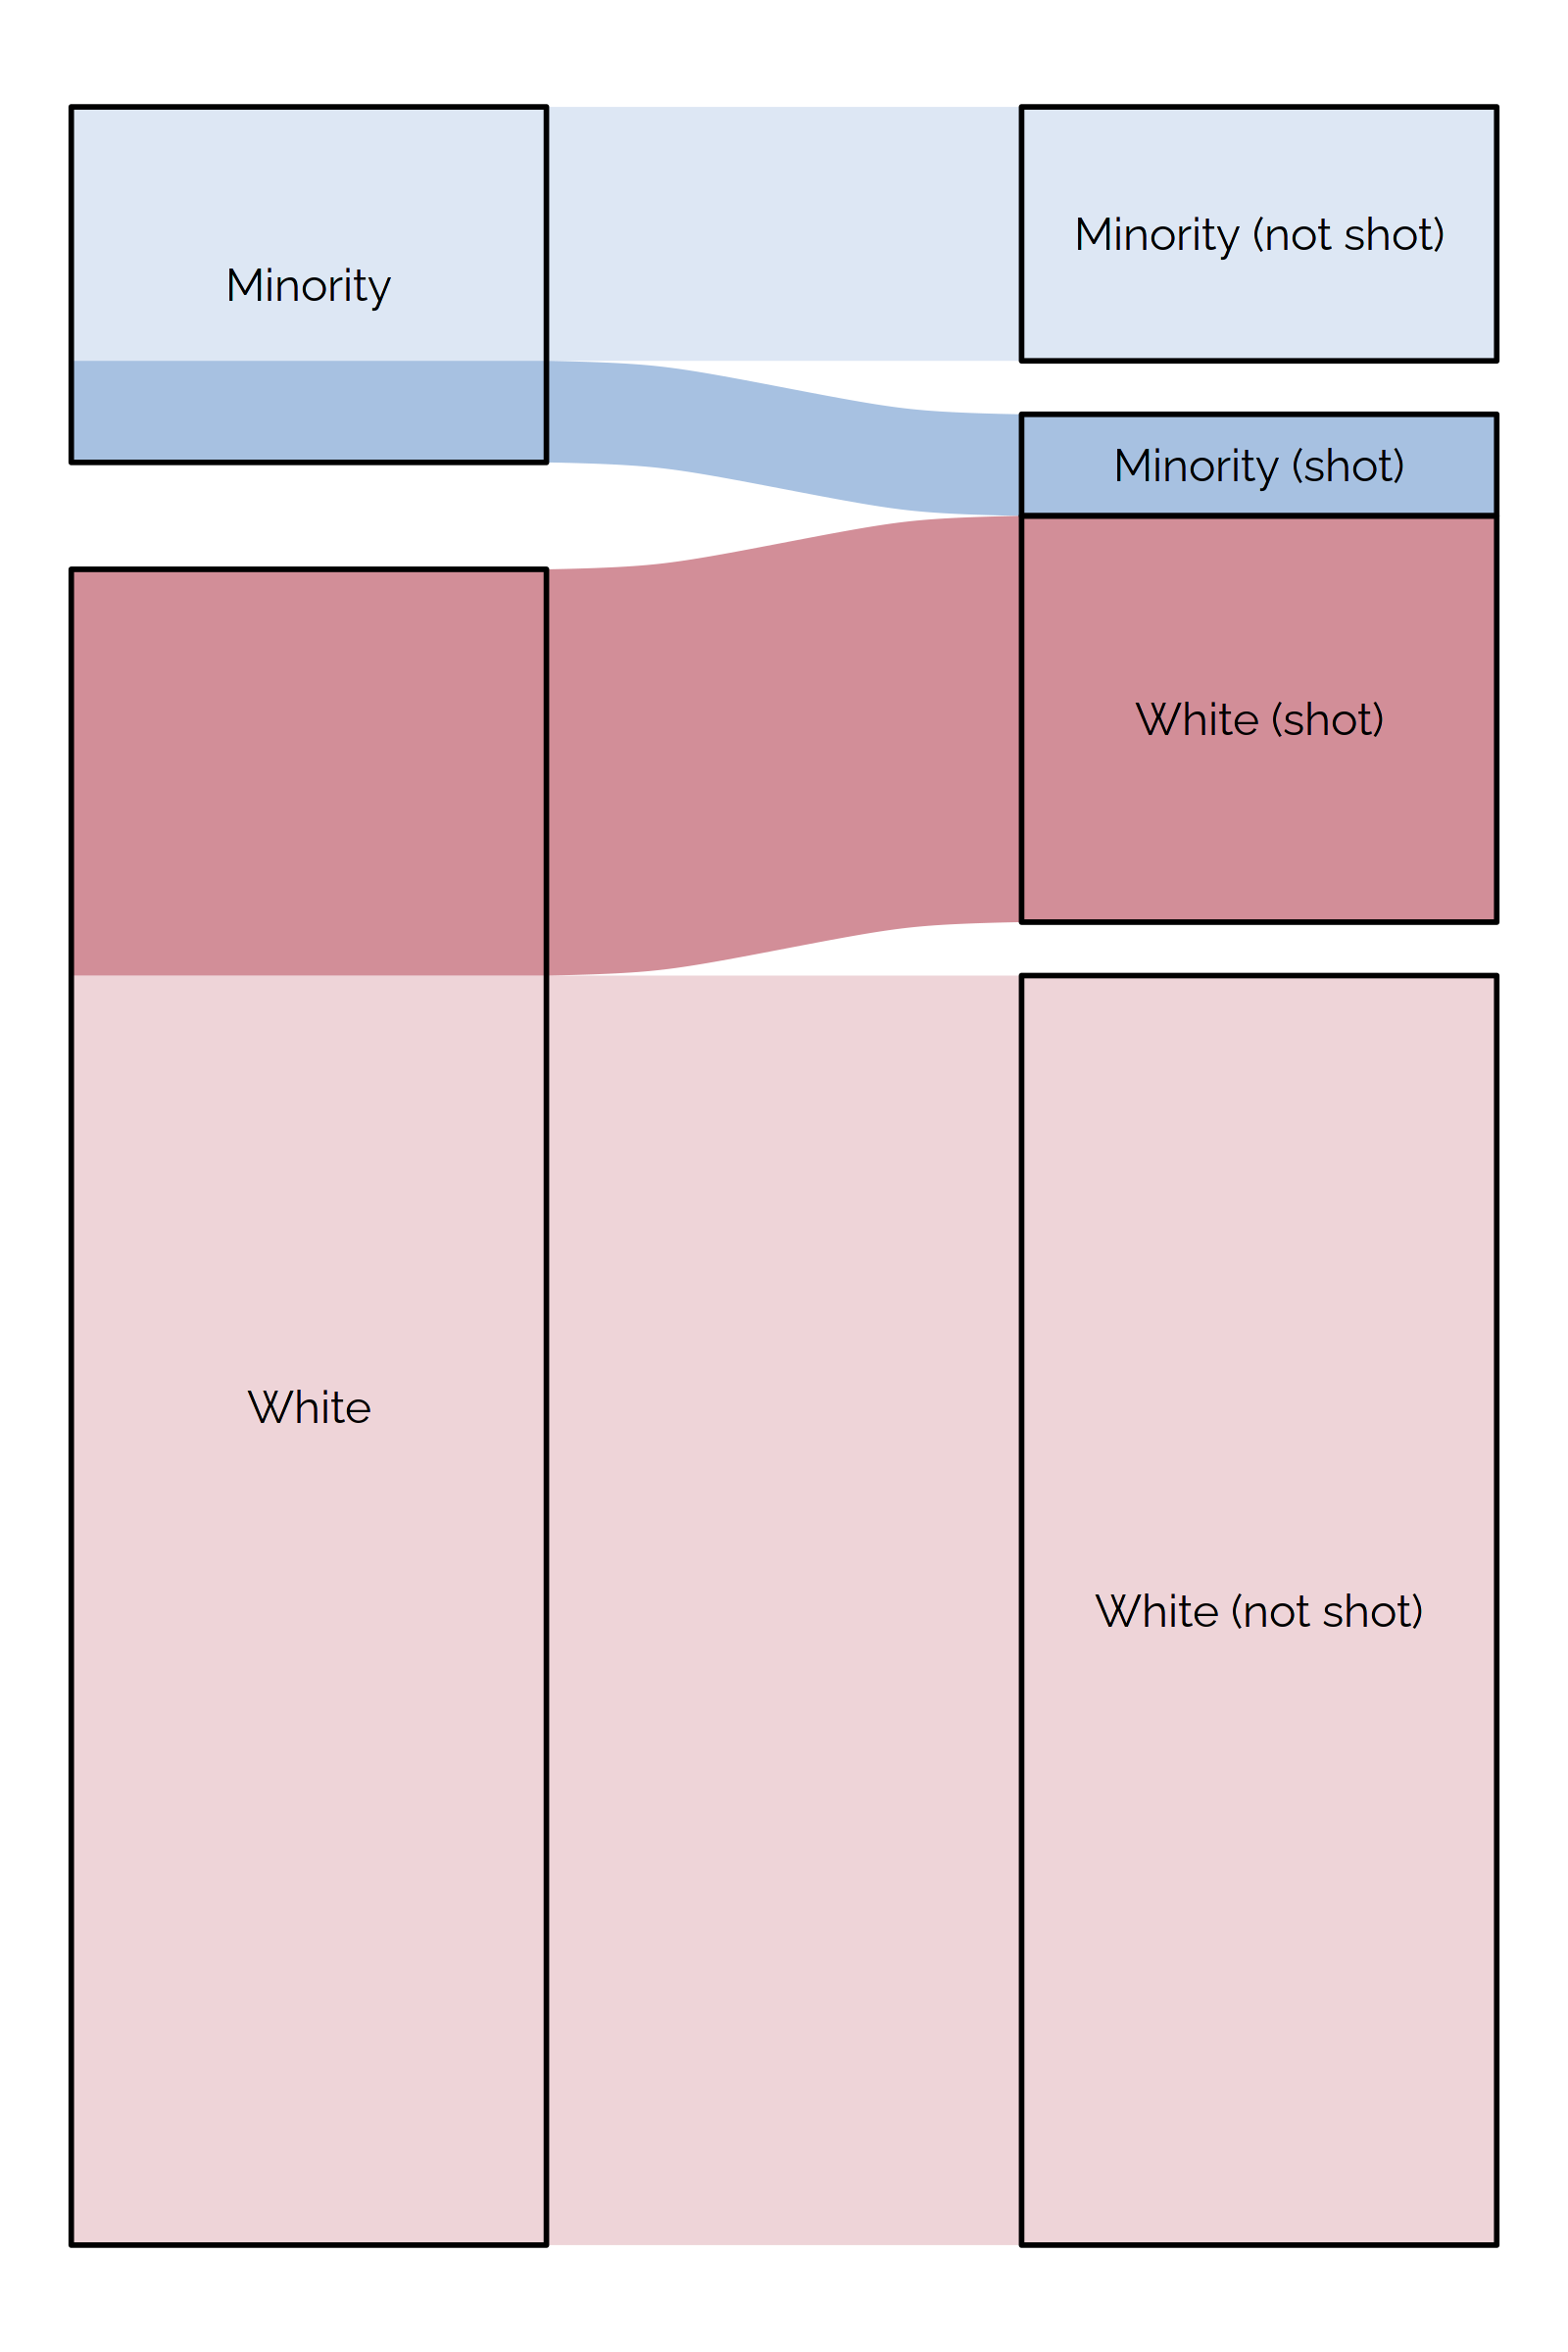 Minority
Minority (not shot)
Minority (shot)
White (shot)
White
White (not shot)